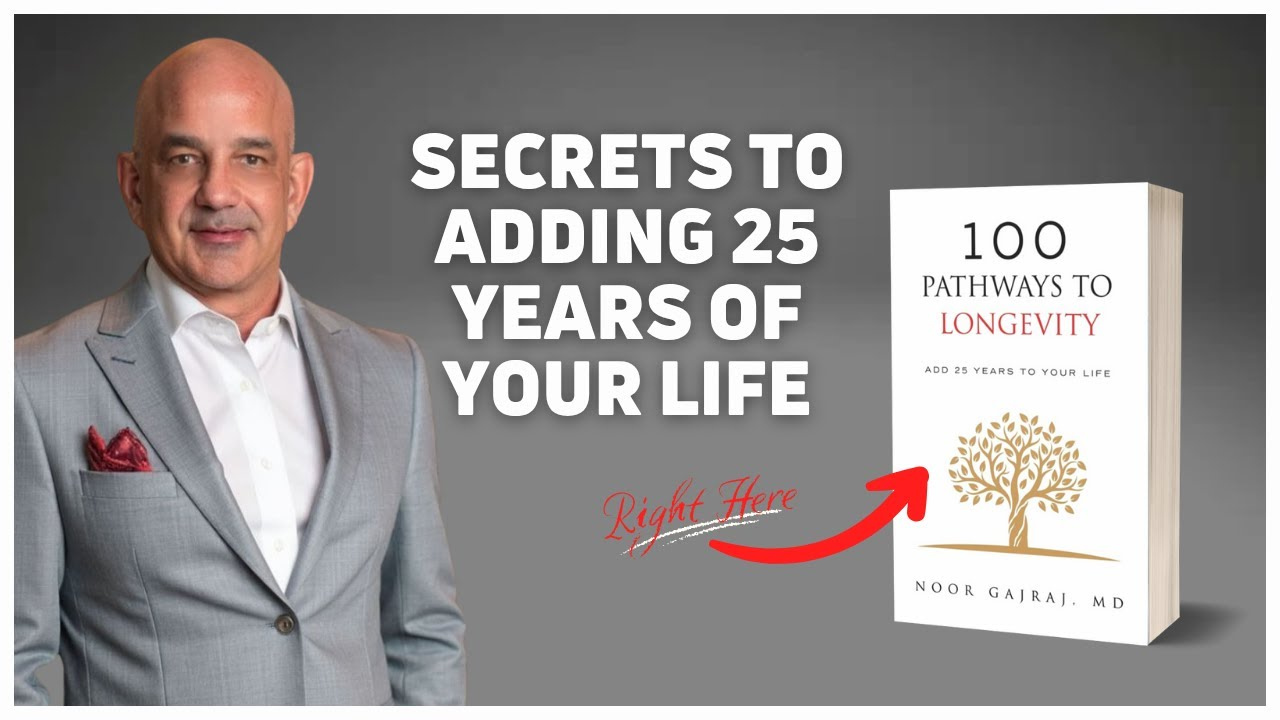 SECRETS TO
ADDING 25
YEARS OF
YOUR LIFE
Right Here
100
PATHWAYS TO
LONGEVITY
ADD 25 YEARS TO YOUR LIFE
NOOR GAJRAJ, MD